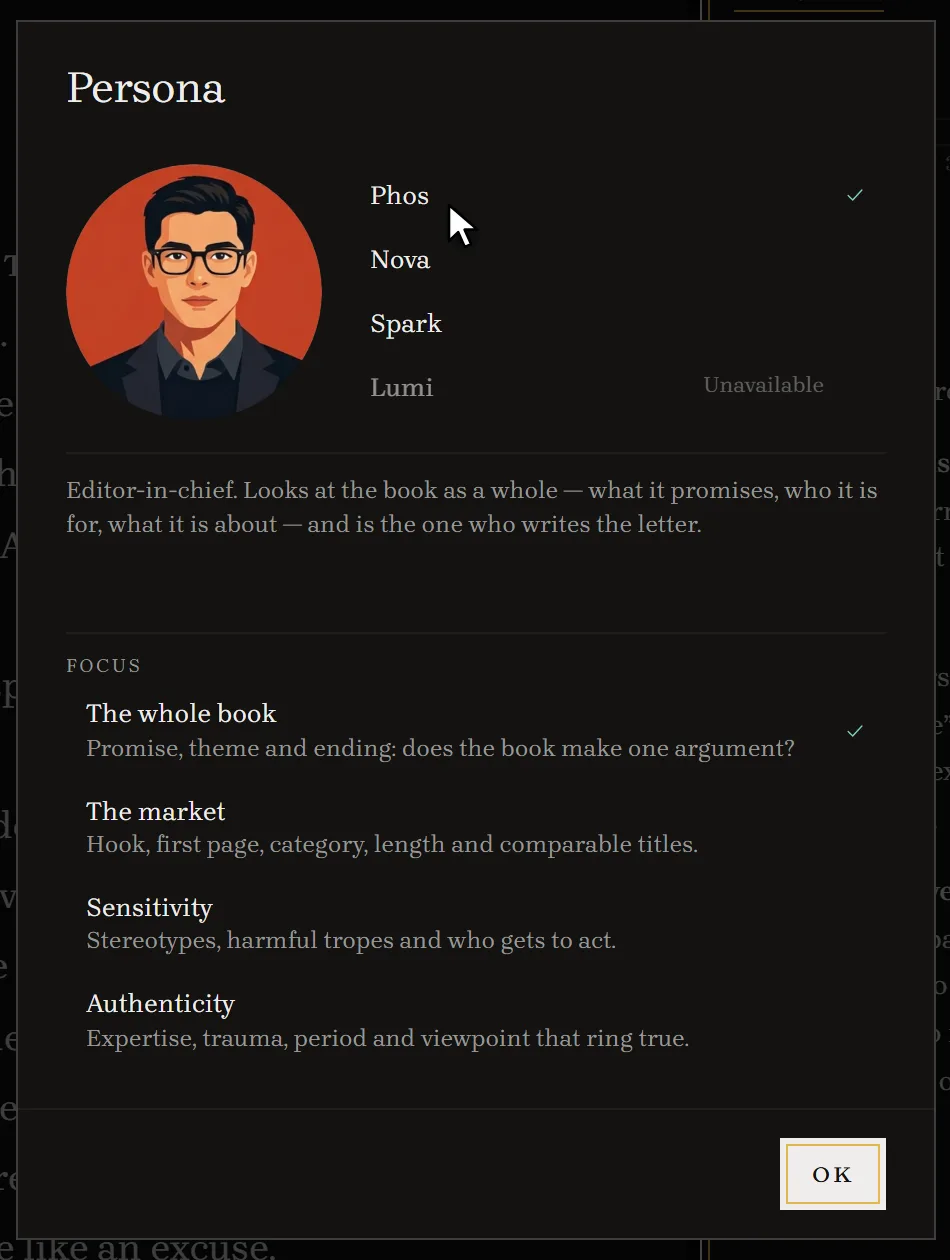 Persona
Phos
Nova
Spark
Lumi
Unavailable
Editor-in-chief. Looks at the book as a whole — what it promises, who it is
for, what it is about — and is the one who writes the letter.
FOCUS
The whole book
Promise, theme and ending: does the book make one argument?
The market
Hook, first page, category, length and comparable titles.
Sensitivity
Stereotypes, harmful tropes and who gets to act.
Authenticity
Expertise, trauma, period and viewpoint that ring true.
OK
like an excuse.